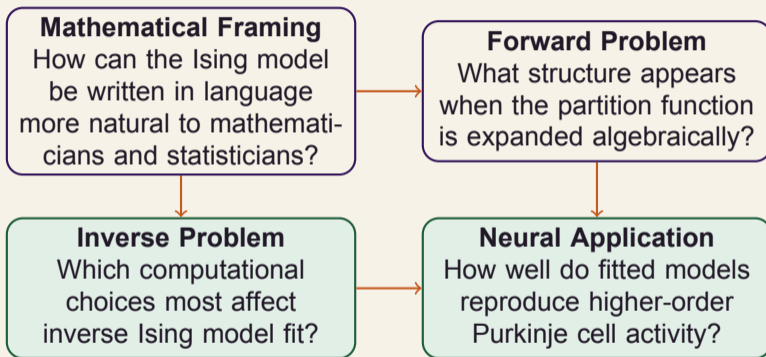 Mathematical Framing
How can the Ising model
be written in language
more natural to mathemati-
cians and statisticians?
Forward Problem
What structure appears
when the partition function
is expanded algebraically?
Inverse Problem
Which computational
choices most affect
inverse Ising model fit?
Neural Application
How well do fitted models
reproduce higher-order
Purkinje cell activity?